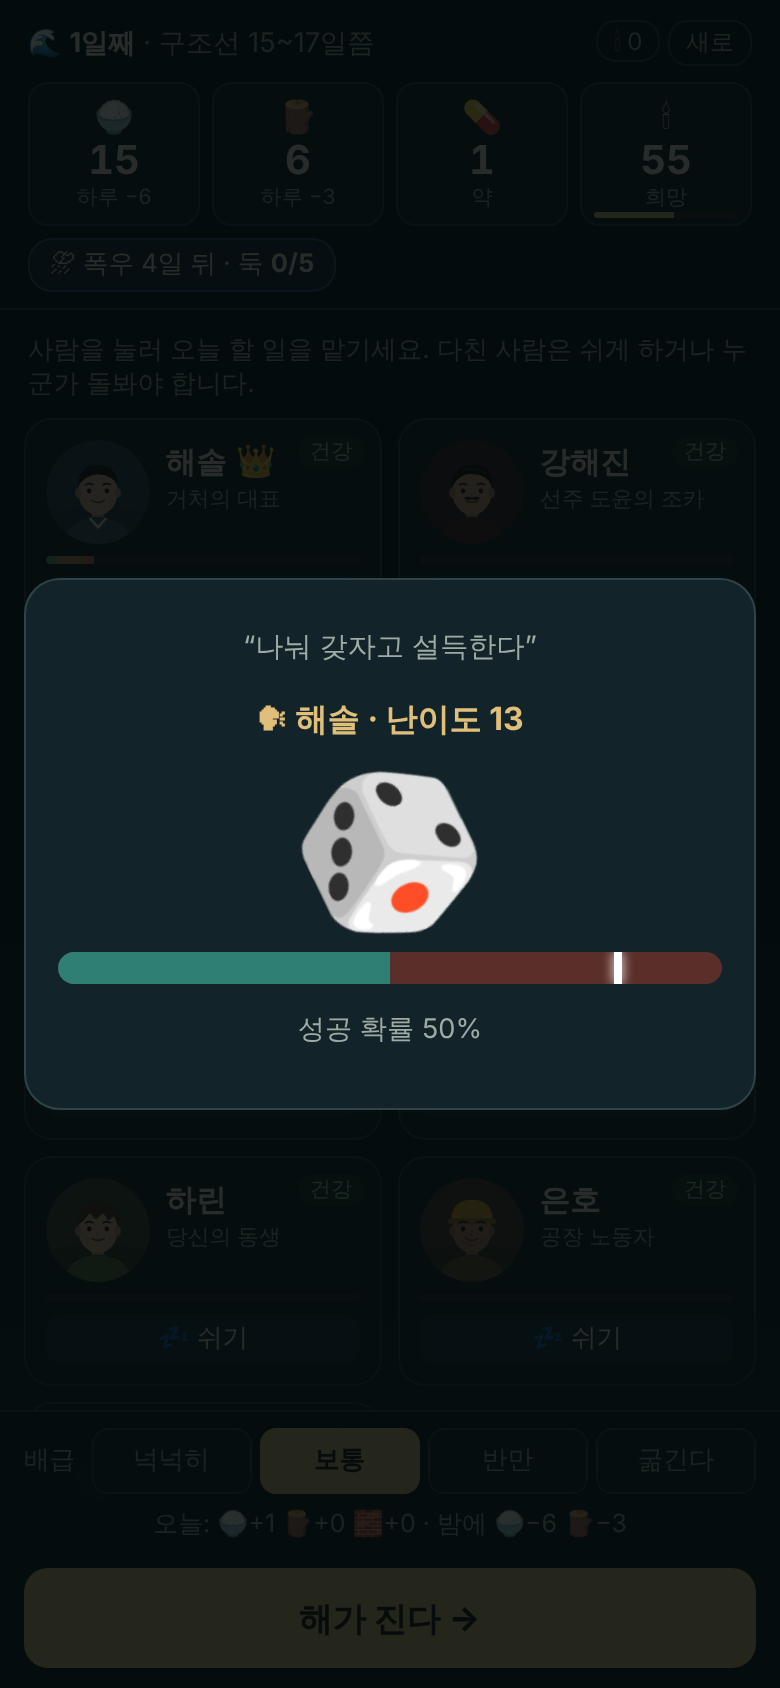 1일째 · 구조선 15~17일쯤
0
새로
15
하루 −6
6
하루 −3
1
약
55
희망
폭우 4일 뒤 · 둑 0/5
사람을 눌러 오늘 할 일을 맡기세요. 다친 사람은 쉬게 하거나 누
군가 돌봐야 합니다.
해솔
건강
거처의 대표
강해진
건강
선주 도윤의 조카
“나눠 갖자고 설득한다”
해솔 · 난이도 13
성공 확률 50%
하린
건강
당신의 동생
쉬기
은호
건강
공장 노동자
쉬기
배급
넉넉히
보통
반만
굶긴다
오늘: +1 +0 +0 · 밤에 −6 −3
해가 진다 →